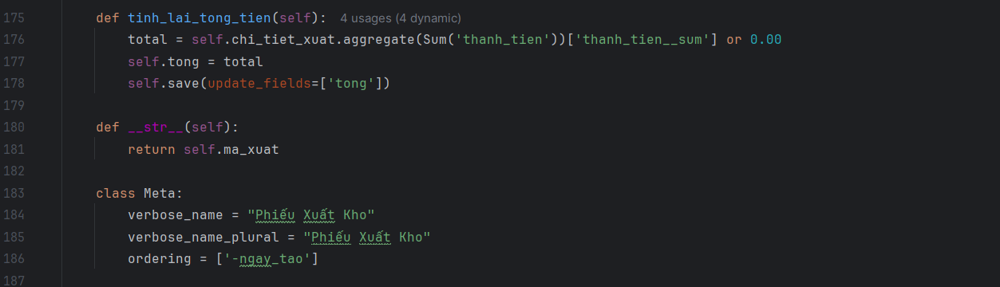 175 def tinh_lai_tong_tien(self): 4 usages (4 dynamic)
176 total = self.chi_tiet_xuat.aggregate(Sum('thanh_tien'))['thanh_tien__sum'] or 0.00
177 self.tong = total
178 self.save(update_fields=['tong'])
179
180 def __str__(self):
181 return self.ma_xuat
182
183 class Meta:
184 verbose_name = "Phiếu Xuất Kho"
185 verbose_name_plural = "Phiếu Xuất Kho"
186 ordering = ['-ngay_tao']
187